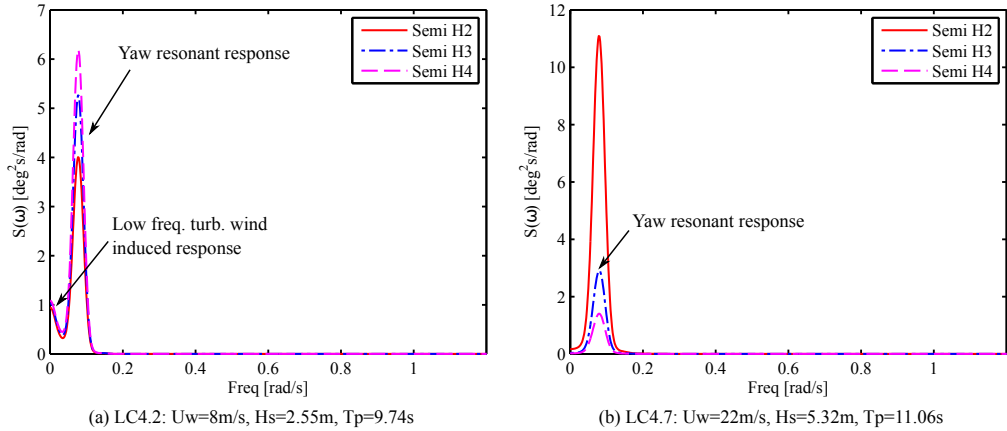 7
6
5
4
3
2
1
0
0
0.2
0.4
0.6
0.8
1
S(ω) [deg²s/rad]
Freq [rad/s]
Semi H2
Semi H3
Semi H4
Yaw resonant response
Low freq. turb. wind
induced response
(a) LC4.2: Uw=8m/s, Hs=2.55m, Tp=9.74s
12
10
8
6
4
2
0
0
0.2
0.4
0.6
0.8
1
S(ω) [deg²s/rad]
Freq [rad/s]
Semi H2
Semi H3
Semi H4
Yaw resonant response
(b) LC4.7: Uw=22m/s, Hs=5.32m, Tp=11.06s